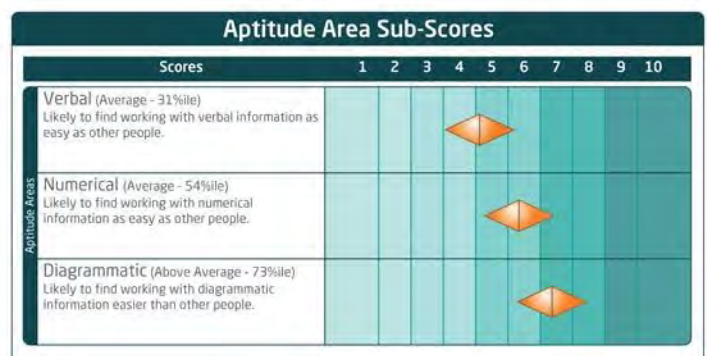 Aptitude Area Sub-Scores
Scores 1 2 3 4 5 6 7 8 9 10
Aptitude Areas
Verbal (Average - 31%ile)
Likely to find working with verbal information as
easy as other people.
Numerical (Average - 54%ile)
Likely to find working with numerical
information as easy as other people.
Diagrammatic (Above Average - 73%ile)
Likely to find working with diagrammatic
information easier than other people.